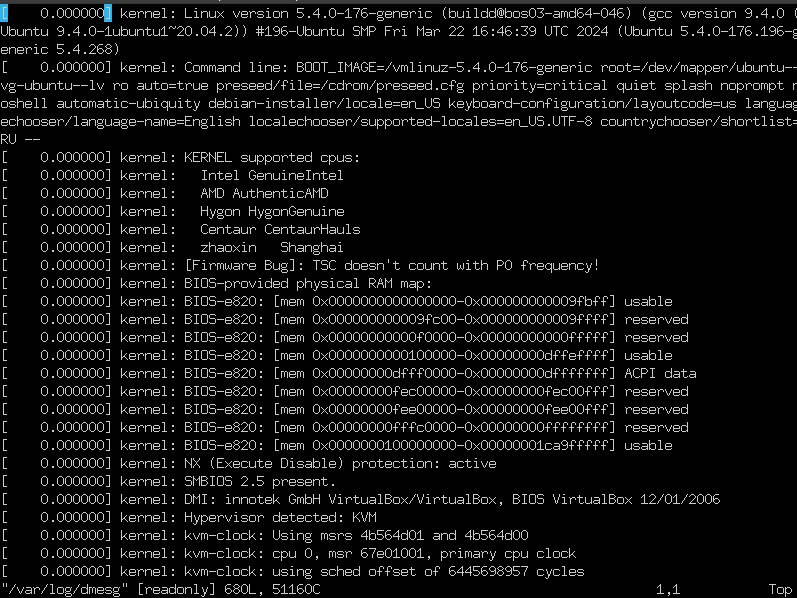 [    0.000000] kernel: Linux version 5.4.0-176-generic (buildd@bos03-amd64-046) (gcc version 9.4.0 (
Ubuntu 9.4.0-1ubuntu1~20.04.2)) #196-Ubuntu SMP Fri Mar 22 16:46:39 UTC 2024 (Ubuntu 5.4.0-176.196-g
eneric 5.4.268)
[    0.000000] kernel: Command line: BOOT_IMAGE=/vmlinuz-5.4.0-176-generic root=/dev/mapper/ubuntu--
vg-ubuntu--lv ro auto=true preseed/file=/cdrom/preseed.cfg priority=critical quiet splash noprompt n
oshell automatic-ubiquity debian-installer/locale=en_US keyboard-configuration/layoutcode=us languag
echooser/language-name=English localechooser/supported-locales=en_US.UTF-8 countrychooser/shortlist=
RU --
[    0.000000] kernel: KERNEL supported cpus:
[    0.000000] kernel:   Intel GenuineIntel
[    0.000000] kernel:   AMD AuthenticAMD
[    0.000000] kernel:   Hygon HygonGenuine
[    0.000000] kernel:   Centaur CentaurHauls
[    0.000000] kernel:   zhaoxin   Shanghai
[    0.000000] kernel: [Firmware Bug]: TSC doesn't count with P0 frequency!
[    0.000000] kernel: BIOS-provided physical RAM map:
[    0.000000] kernel: BIOS-e820: [mem 0x0000000000000000-0x000000000009fbff] usable
[    0.000000] kernel: BIOS-e820: [mem 0x000000000009fc00-0x000000000009ffff] reserved
[    0.000000] kernel: BIOS-e820: [mem 0x00000000000f0000-0x00000000000fffff] reserved
[    0.000000] kernel: BIOS-e820: [mem 0x0000000000100000-0x00000000dffeffff] usable
[    0.000000] kernel: BIOS-e820: [mem 0x00000000dfff0000-0x00000000dfffffff] ACPI data
[    0.000000] kernel: BIOS-e820: [mem 0x00000000fec00000-0x00000000fec00fff] reserved
[    0.000000] kernel: BIOS-e820: [mem 0x00000000fee00000-0x00000000fee00fff] reserved
[    0.000000] kernel: BIOS-e820: [mem 0x00000000fffc0000-0x00000000ffffffff] reserved
[    0.000000] kernel: BIOS-e820: [mem 0x0000000100000000-0x00000001ca9fffff] usable
[    0.000000] kernel: NX (Execute Disable) protection: active
[    0.000000] kernel: SMBIOS 2.5 present.
[    0.000000] kernel: DMI: innotek GmbH VirtualBox/VirtualBox, BIOS VirtualBox 12/01/2006
[    0.000000] kernel: Hypervisor detected: KVM
[    0.000000] kernel: kvm-clock: Using msrs 4b564d01 and 4b564d00
[    0.000000] kernel: kvm-clock: cpu 0, msr 67e01001, primary cpu clock
[    0.000000] kernel: kvm-clock: using sched offset of 6445698957 cycles
"/var/log/dmesg" [readonly] 680L, 51160C                                          1,1           Top